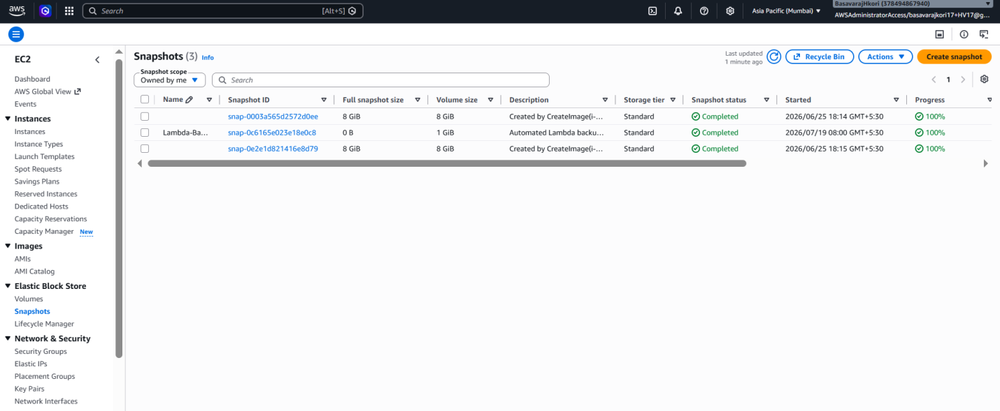 aws
Search [Alt+S]
Asia Pacific (Mumbai)
BasavarajHkori (378494867940)
AWSAdministratorAccess/basavarajkori17+HV17@g...
EC2
Dashboard
AWS Global View
Events
Instances
Instances
Instance Types
Launch Templates
Spot Requests
Savings Plans
Reserved Instances
Dedicated Hosts
Capacity Reservations
Capacity Manager New
Images
AMIs
AMI Catalog
Elastic Block Store
Volumes
Snapshots
Lifecycle Manager
Network & Security
Security Groups
Elastic IPs
Placement Groups
Key Pairs
Network Interfaces
Snapshots (3) Info
Last updated
1 minute ago
Recycle Bin
Actions
Create snapshot
Snapshot scope
Owned by me
Search
1
Name Snapshot ID Full snapshot size Volume size Description Storage tier Snapshot status Started Progress
snap-0003a565d2572d0ee 8 GiB 8 GiB Created by CreateImage(i-... Standard Completed 2026/06/25 18:14 GMT+5:30 100%
Lambda-Ba... snap-0c6165e023e18e0c8 0 B 1 GiB Automated Lambda backu... Standard Completed 2026/07/19 08:00 GMT+5:30 100%
snap-0e2e1d821416e8d79 8 GiB 8 GiB Created by CreateImage(i-... Standard Completed 2026/06/25 18:15 GMT+5:30 100%